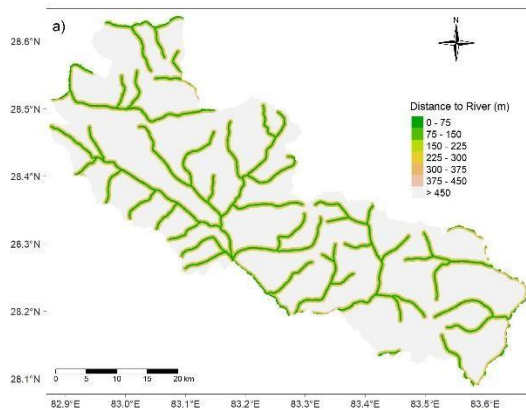 a)
N
28.6°N
28.5°N
28.4°N
28.3°N
28.2°N
28.1°N
Distance to River (m)
0 - 75
75 - 150
150 - 225
225 - 300
300 - 375
375 - 450
> 450
0 5 10 15 20 km
82.9°E 83.0°E 83.1°E 83.2°E 83.3°E 83.4°E 83.5°E 83.6°E